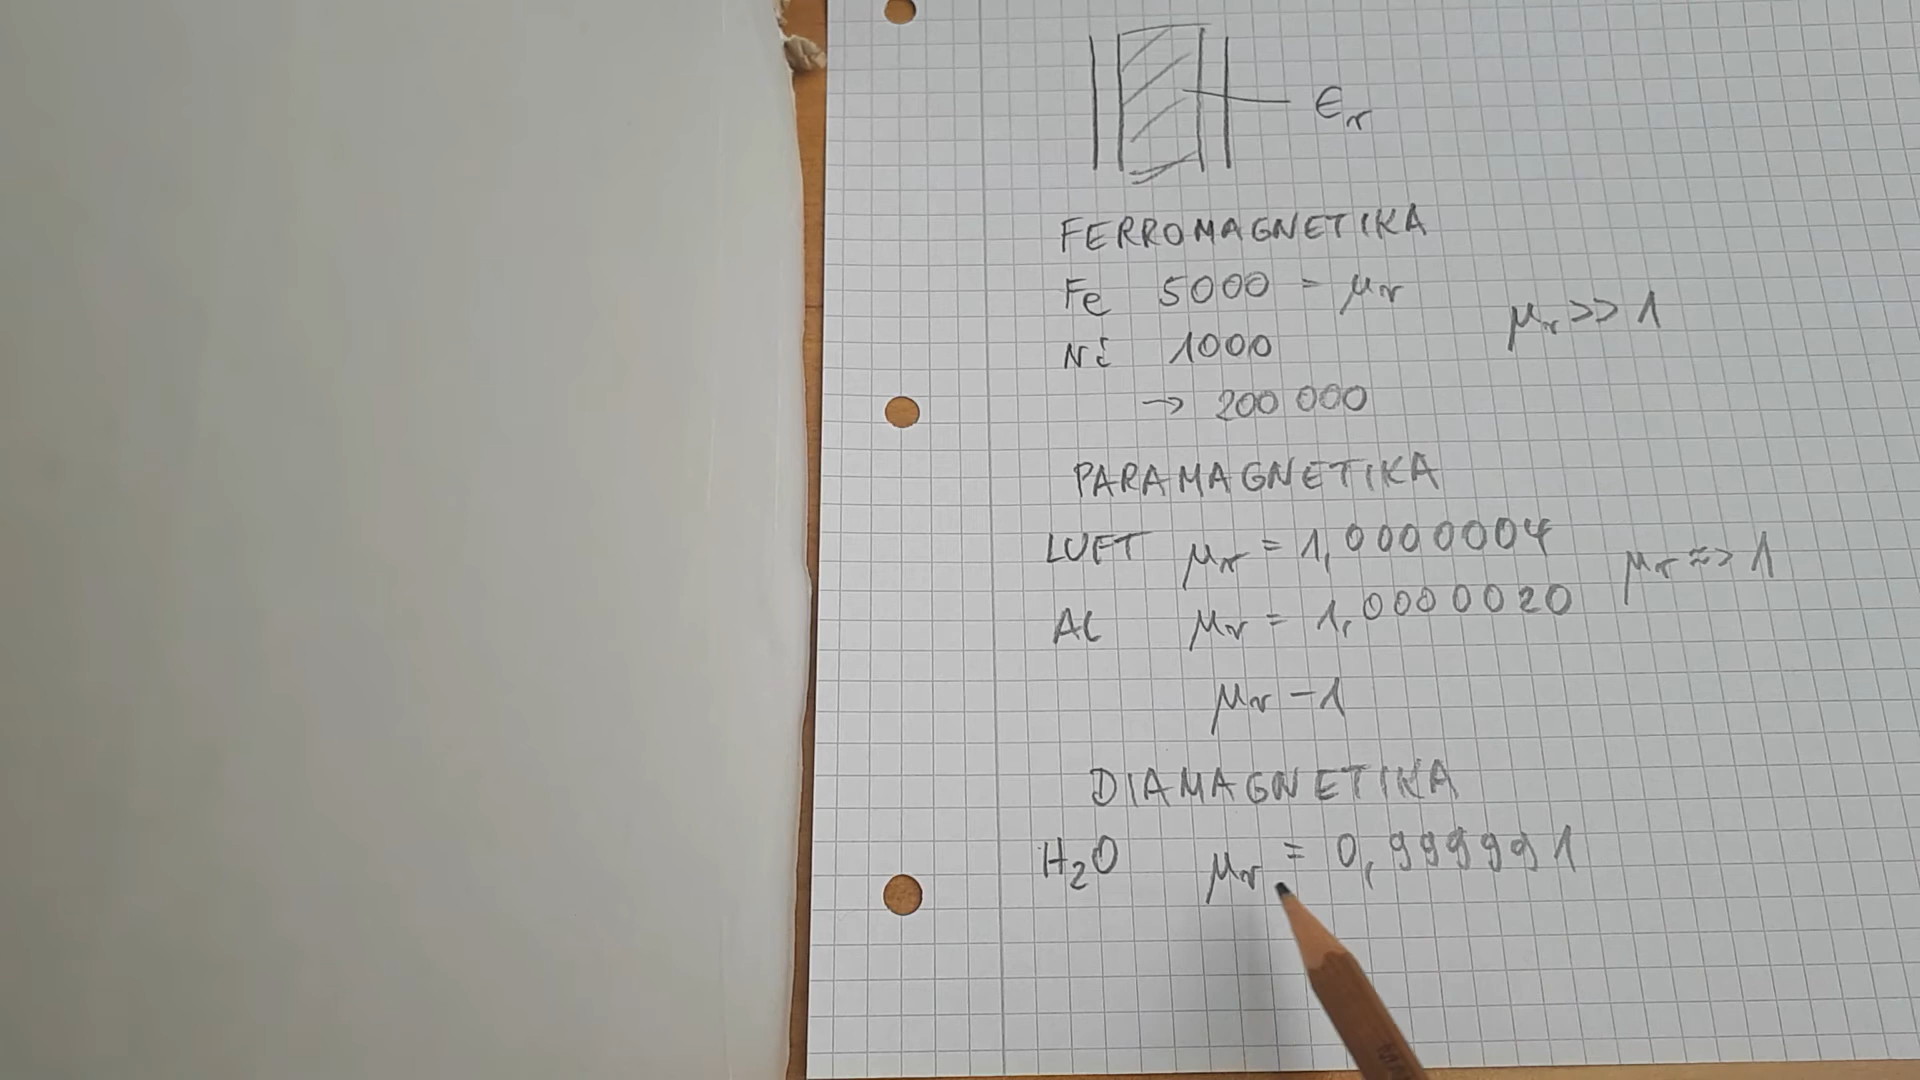 ϵr
FERROMAGNETIKA
Fe 5000 = μr
μr >> 1
Ni 1000
→ 200 000
PARAMAGNETIKA
LUFT μr = 1,0000004
μr ≈> 1
Al μr = 1,0000020
μr - 1
DIAMAGNETIKA
H₂O μr = 0,999991